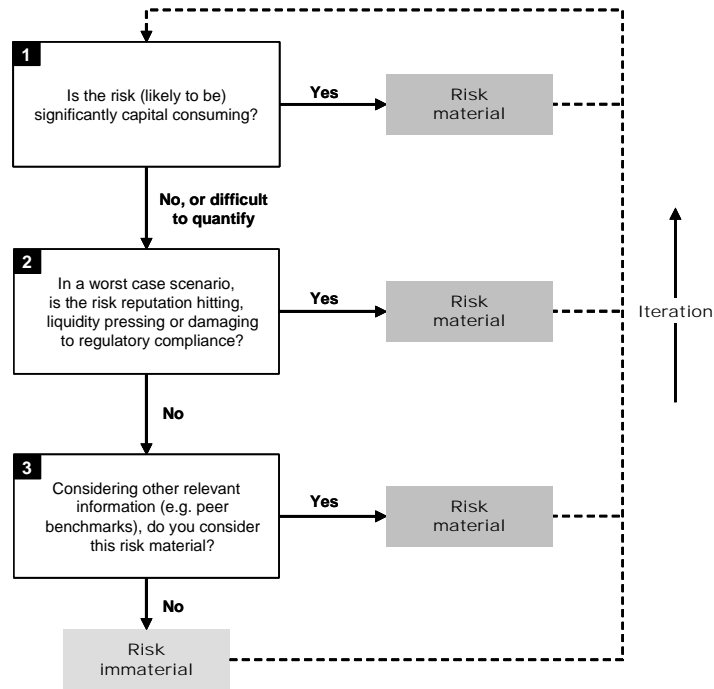 1
Is the risk (likely to be)
significantly capital consuming?
Yes
Risk
material
No, or difficult
to quantify
2
In a worst case scenario,
is the risk reputation hitting,
liquidity pressing or damaging
to regulatory compliance?
Yes
Risk
material
Iteration
No
3
Considering other relevant
information (e.g. peer
benchmarks), do you consider
this risk material?
Yes
Risk
material
No
Risk
immaterial